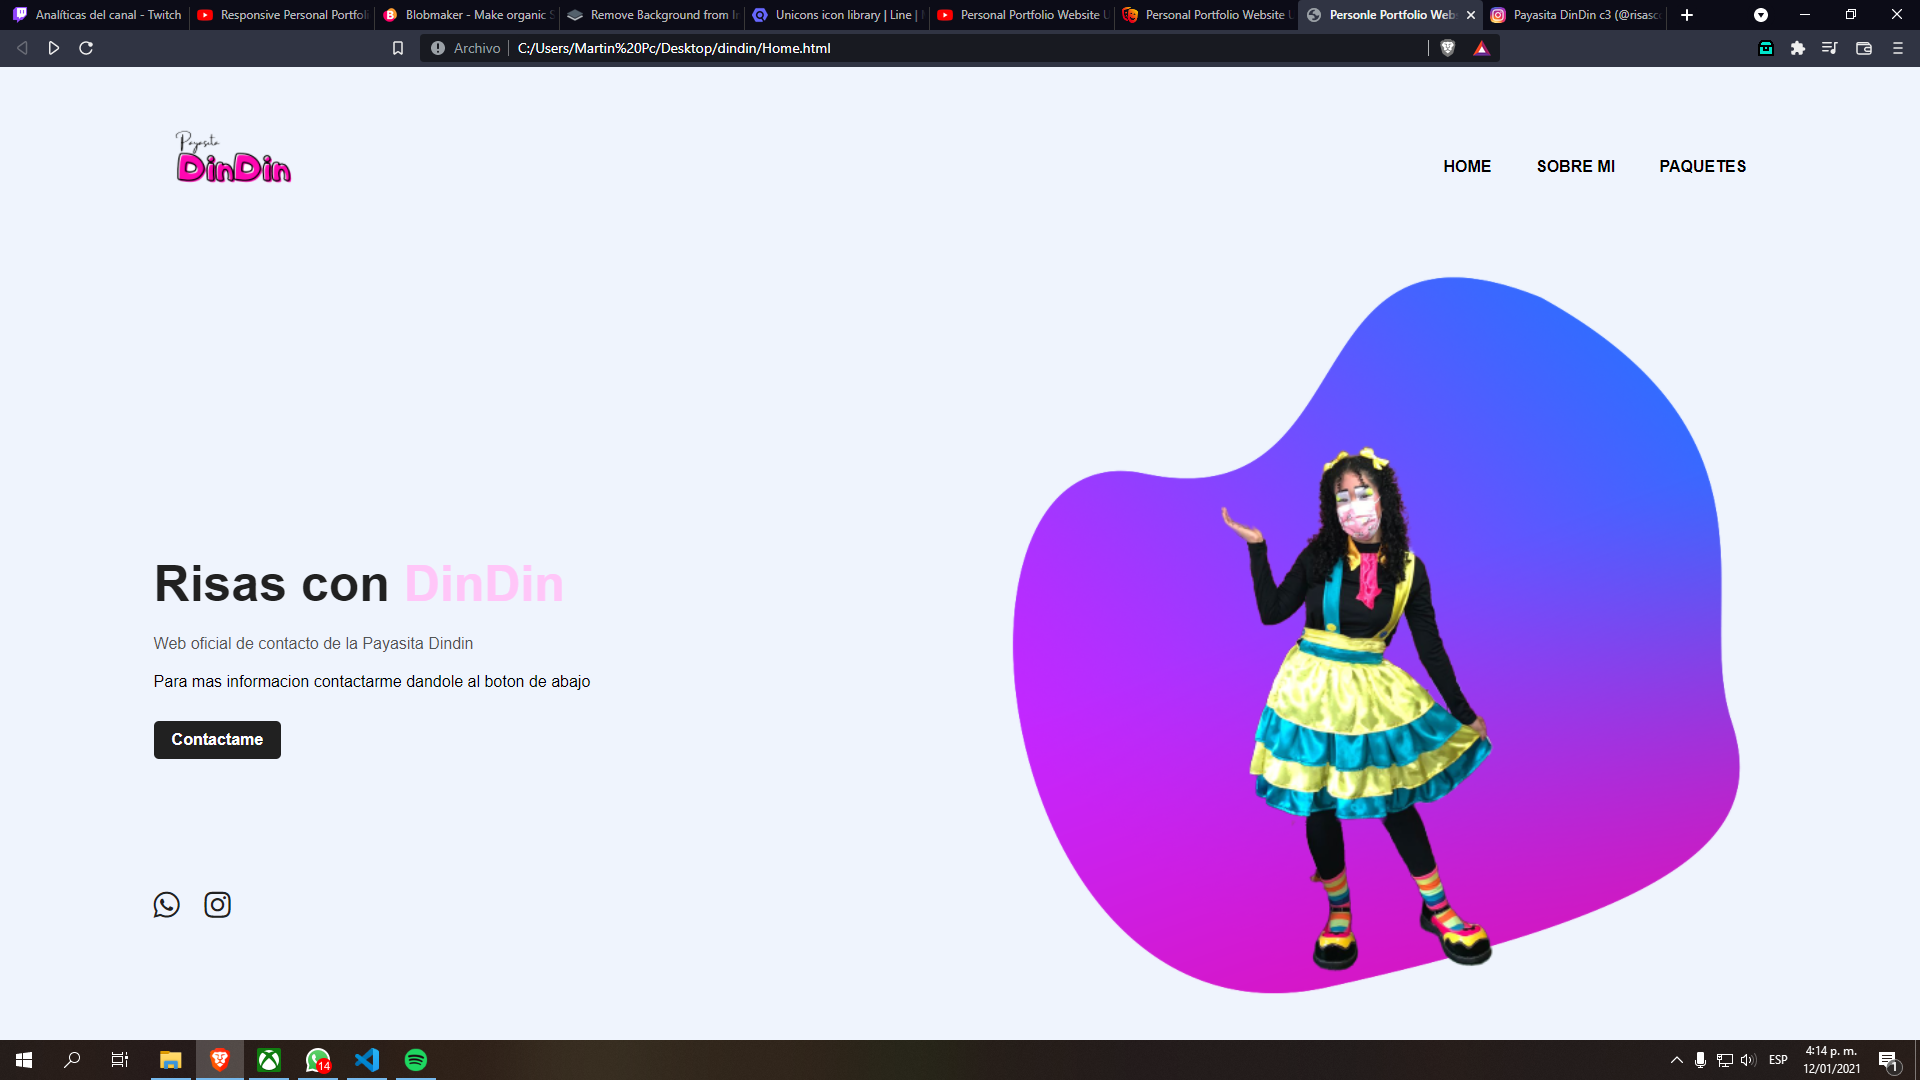 Analíticas del canal - Twitch
Responsive Personal Portfoli
Blobmaker - Make organic S
Remove Background from I
Unicons icon library | Line |
Personal Portfolio Website U
Personal Portfolio Website U
Personle Portfolio Web
Payasita DinDin c3 (@risasc
Archivo
C:/Users/Martin%20Pc/Desktop/dindin/Home.html
Payasita
DinDin
HOME
SOBRE MI
PAQUETES
Risas con DinDin
Web oficial de contacto de la Payasita Dindin
Para mas informacion contactarme dandole al boton de abajo
Contactame
14
ESP
4:14 p. m.
12/01/2021
1